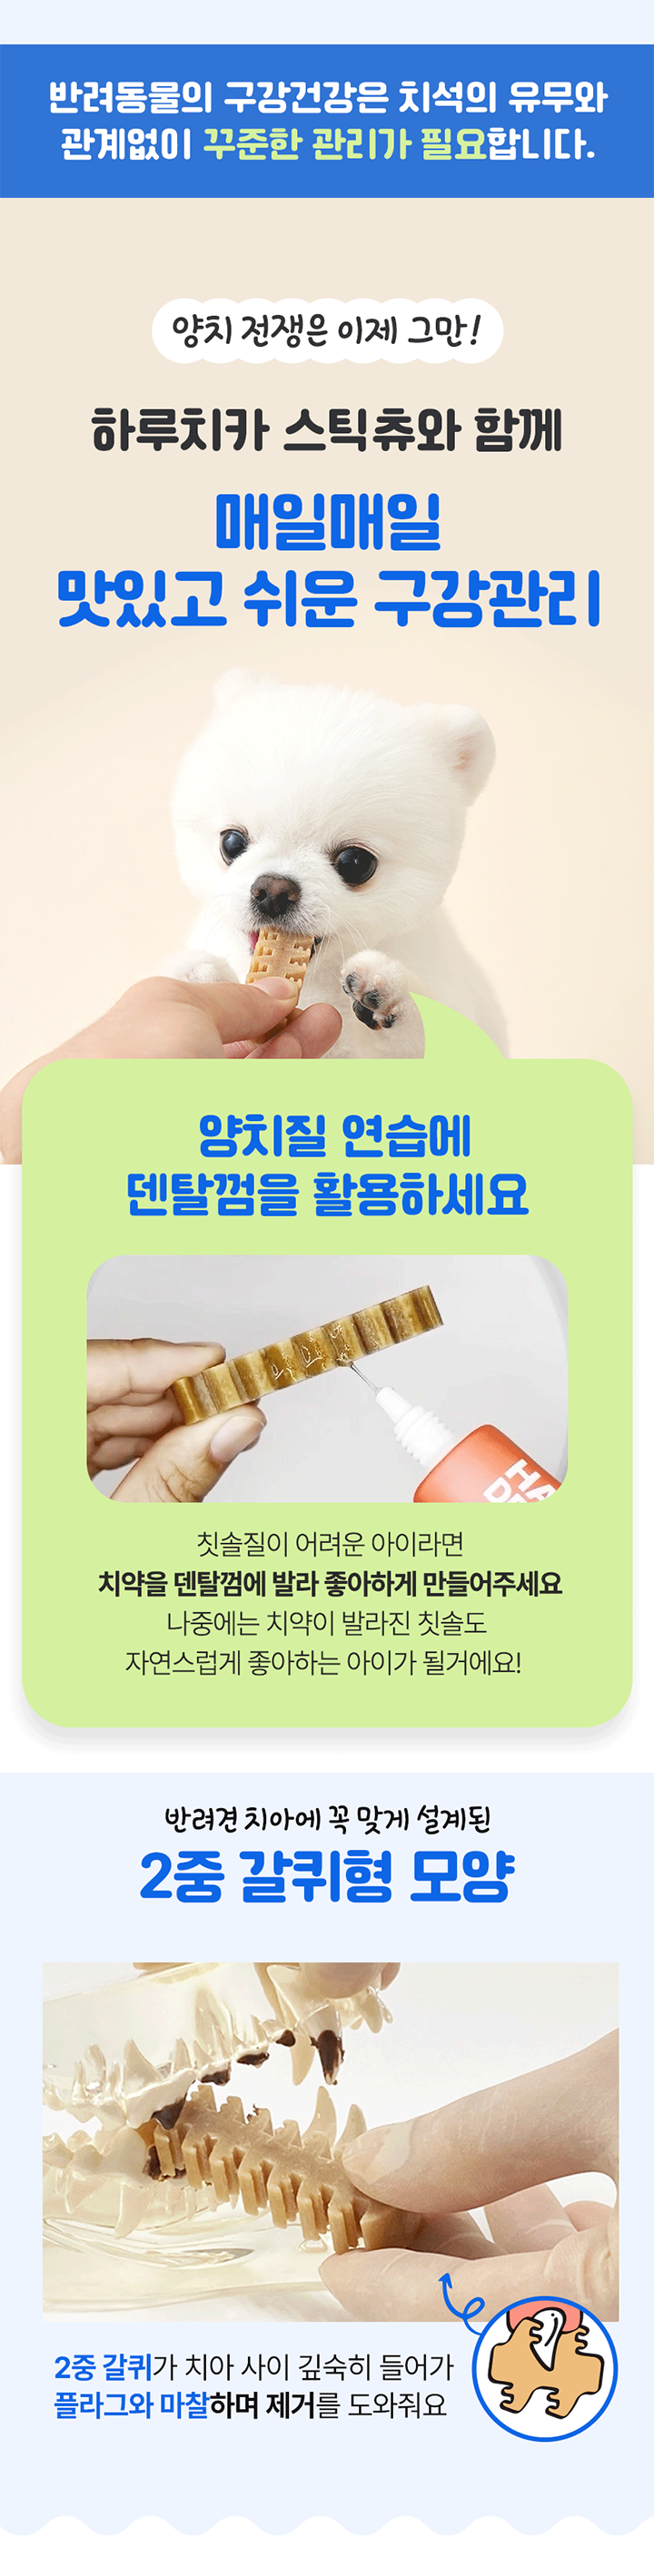 반려동물의 구강건강은 치석의 유무와
관계없이 꾸준한 관리가 필요합니다.
양치 전쟁은 이제 그만!
하루치카 스틱츄와 함께
매일매일
맛있고 쉬운 구강관리
양치질 연습에
덴탈껌을 활용하세요
칫솔질이 어려운 아이라면
치약을 덴탈껌에 발라 좋아하게 만들어주세요
나중에는 치약이 발라진 칫솔도
자연스럽게 좋아하는 아이가 될거에요!
반려견 치아에 꼭 맞게 설계된
2중 갈퀴형 모양
2중 갈퀴가 치아 사이 깊숙히 들어가
플라그와 마찰하며 제거를 도와줘요